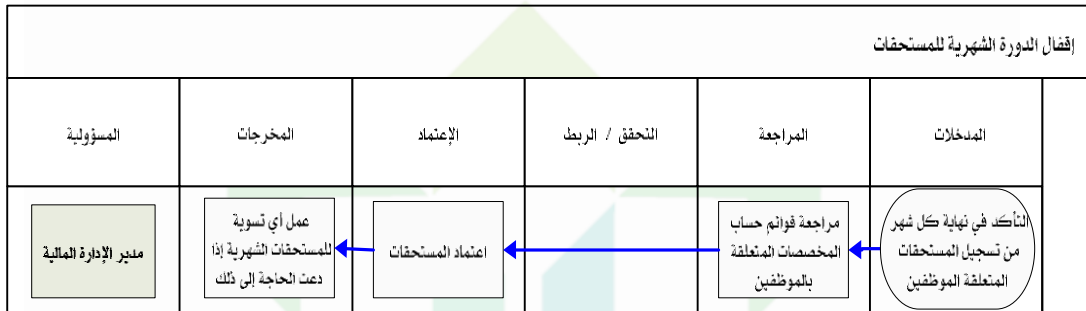 إقفال الدورة الشهرية للمستحقات
المدخلات
المراجعة
التحقق / الربط
الإعتماد
المخرجات
المسؤولية
التأكد في نهاية كل شهر
من تسجيل المستحقات
المتعلقة الموظفين
مراجعة قوائم حساب
المخصصات المتعلقة
بالموظفين
اعتماد المستحقات
عمل أي تسوية
للمستحقات الشهرية إذا
دعت الحاجة إلى ذلك
مدير الإدارة المالية